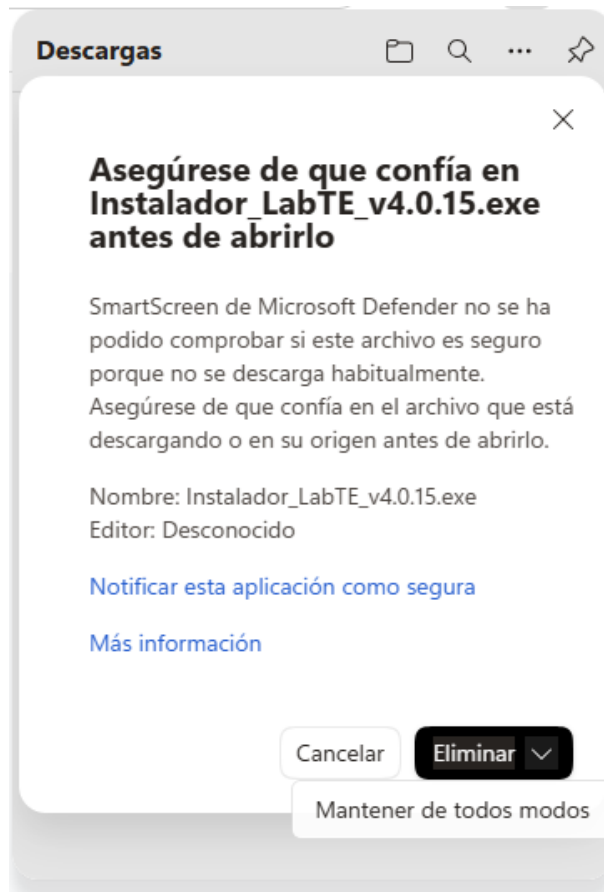 Descargas
Asegúrese de que confía en
Instalador_LabTE_v4.0.15.exe
antes de abrirlo
SmartScreen de Microsoft Defender no se ha
podido comprobar si este archivo es seguro
porque no se descarga habitualmente.
Asegúrese de que confía en el archivo que está
descargando o en su origen antes de abrirlo.
Nombre: Instalador_LabTE_v4.0.15.exe
Editor: Desconocido
Notificar esta aplicación como segura
Más información
Cancelar Eliminar
Mantener de todos modos